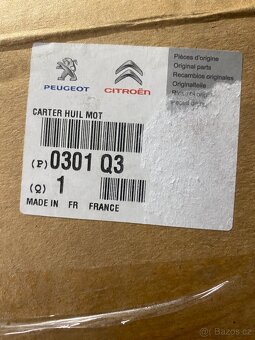 PEUGEOT CITROËN
Pièces d'origine
Original parts
Recambios originales
Originalteile
CARTER HUIL MOT
(P) 0301 Q3
(Q) 1
MADE IN FR FRANCE
Bazos.cz